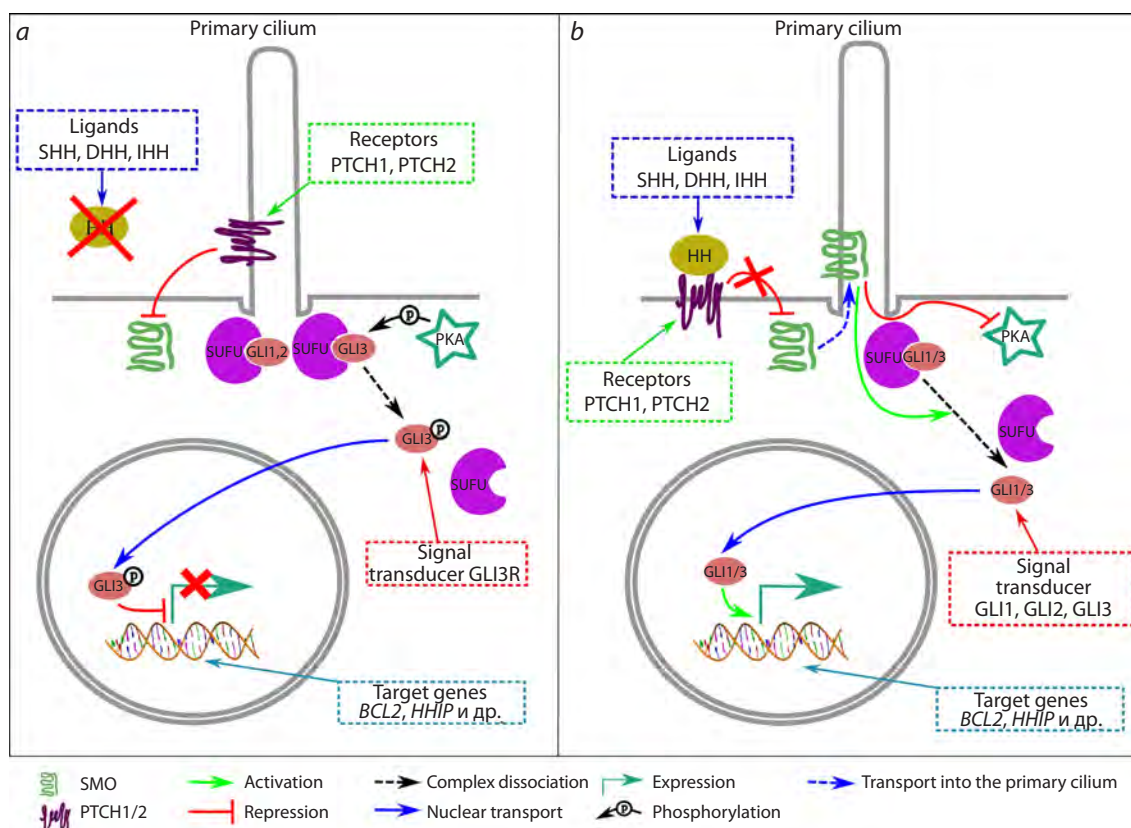 a
Primary cilium
Ligands
SHH, DHH, IHH
HH
Receptors
PTCH1, PTCH2
SUFU
GLI1,2
SUFU
GLI3
P
PKA
GLI3
P
SUFU
Signal
transducer GLI3R
GLI3
P
Target genes
BCL2, HHIP и др.
b
Primary cilium
Ligands
SHH, DHH, IHH
HH
Receptors
PTCH1, PTCH2
PKA
SUFU
GLI1/3
SUFU
GLI1/3
Signal
transducer
GLI1, GLI2, GLI3
GLI1/3
Target genes
BCL2, HHIP и др.
SMO
Activation
Complex dissociation
Expression
Transport into the primary cilium
PTCH1/2
Repression
Nuclear transport
P
Phosphorylation